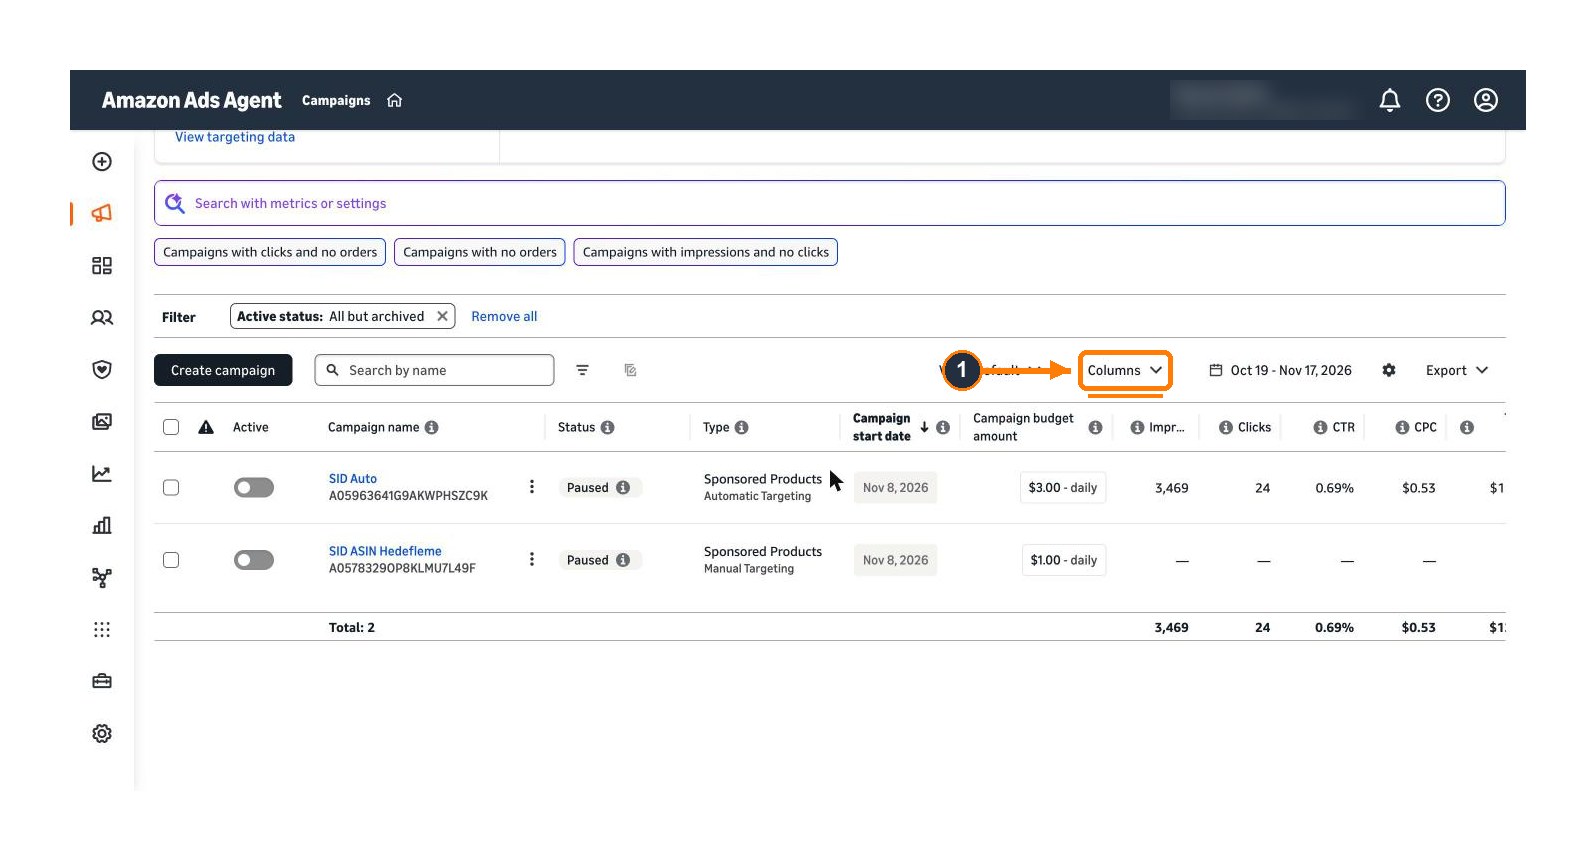 Amazon Ads Agent Campaigns
View targeting data
Search with metrics or settings
Campaigns with clicks and no orders Campaigns with no orders Campaigns with impressions and no clicks
Filter Active status: All but archived Remove all
Create campaign Search by name 1 Columns Oct 19 - Nov 17, 2026 Export
Active Campaign name Status Type Campaign start date Campaign budget amount Impr... Clicks CTR CPC
SID Auto
A05963641G9AKWPHSZC9K
Paused
Sponsored Products
Automatic Targeting
Nov 8, 2026 $3.00 - daily 3,469 24 0.69% $0.53 $1
SID ASIN Hedefleme
A0578329OP8KLMU7L49F
Paused
Sponsored Products
Manual Targeting
Nov 8, 2026 $1.00 - daily — — — —
Total: 2 3,469 24 0.69% $0.53